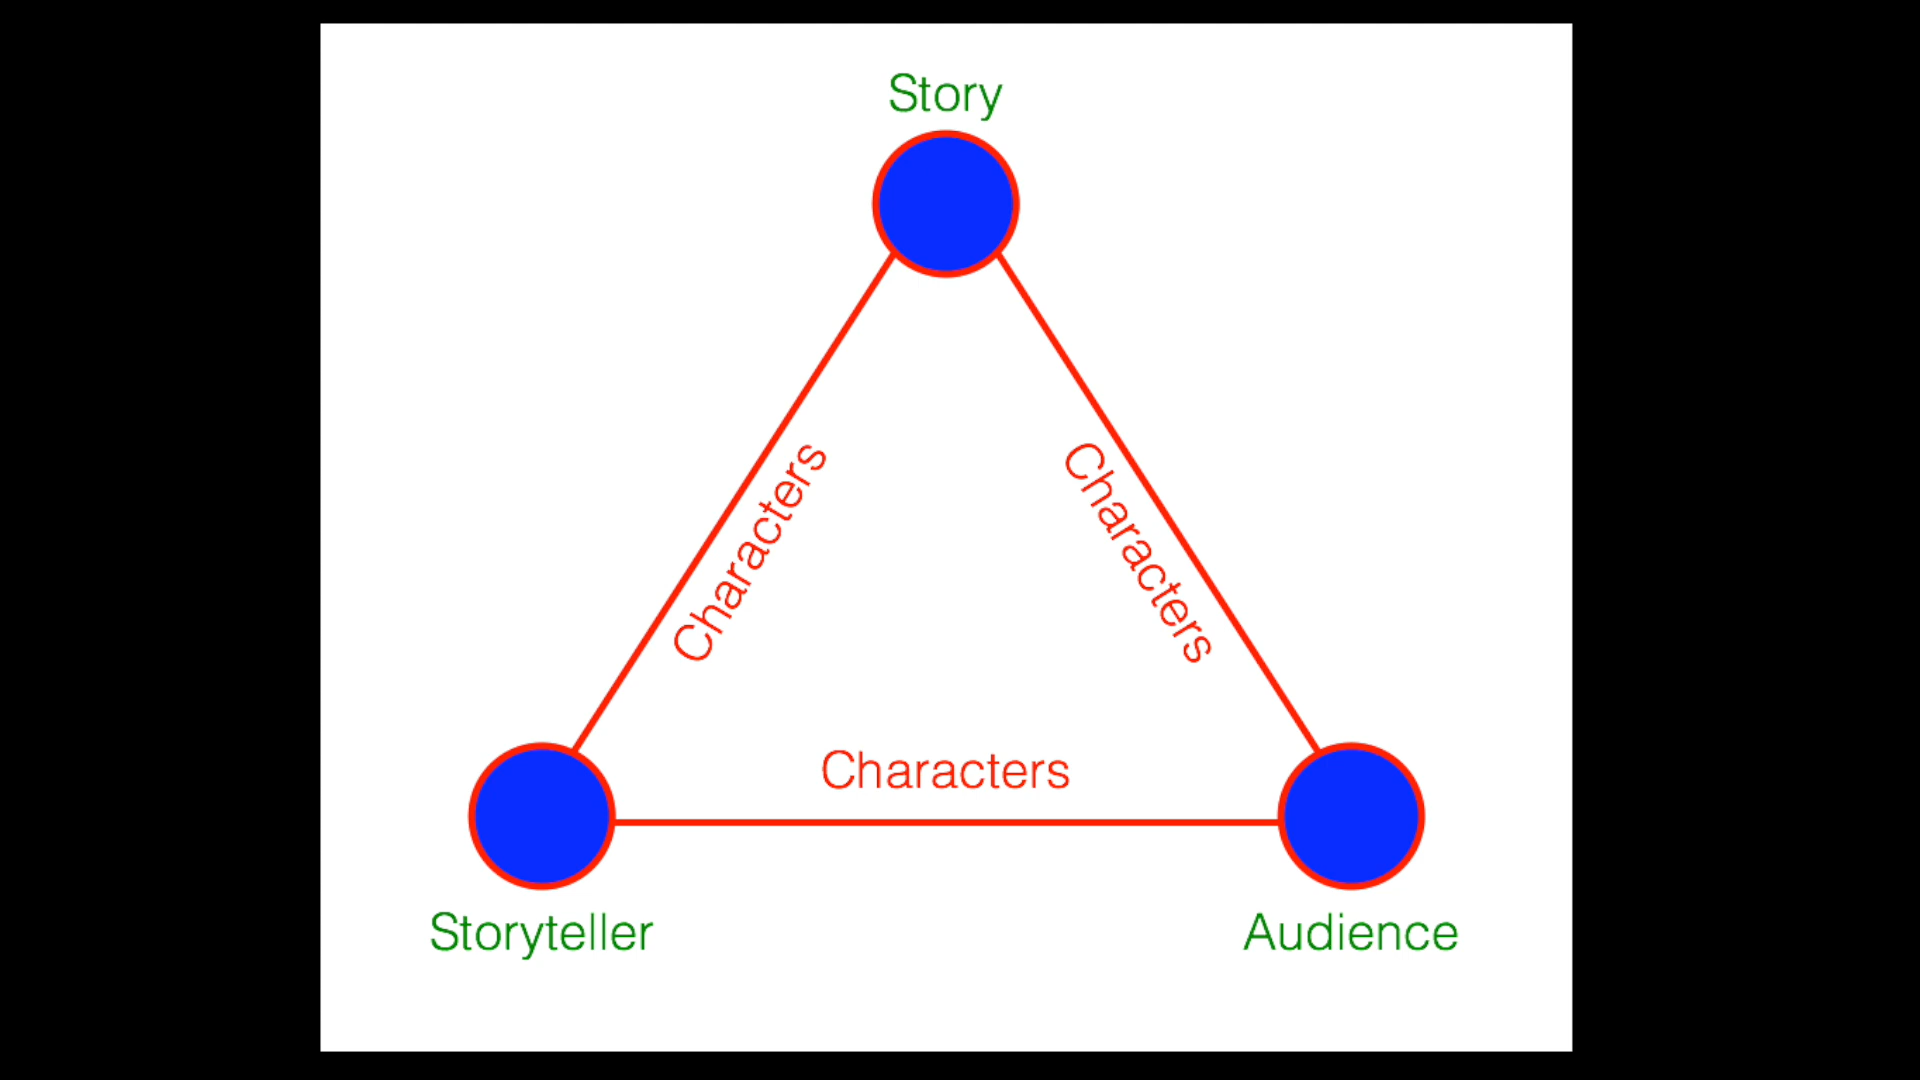 Story
Characters
Characters
Characters
Storyteller
Audience